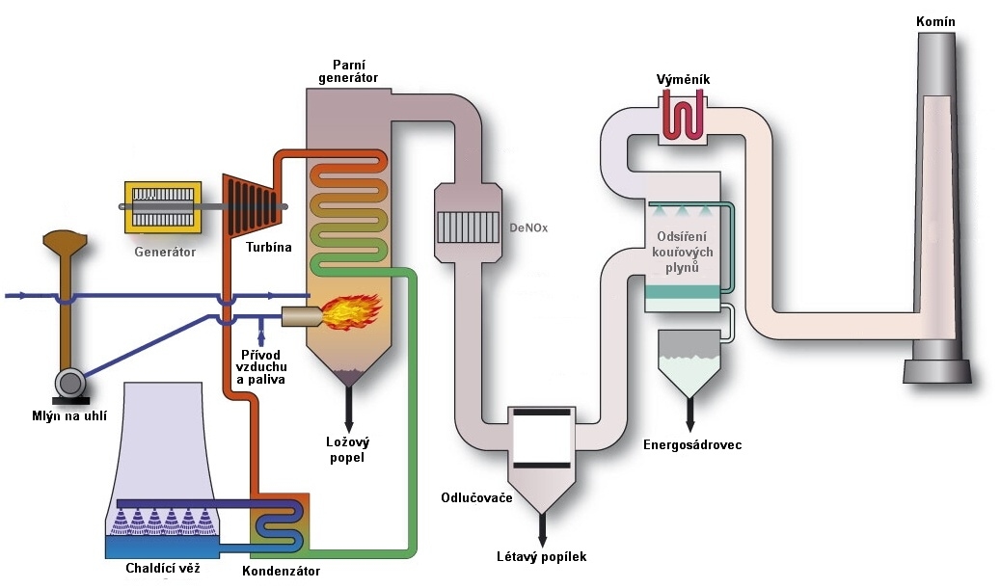 Komín
Parní
generátor
Výměník
DeNOx
Odsíření
kouřových
plynů
Turbína
Generátor
Přívod
vzduchu
a paliva
Mlýn na uhlí
Ložový
popel
Energosádrovec
Odlučovače
Létavý popílek
Chaldící věž
Kondenzátor